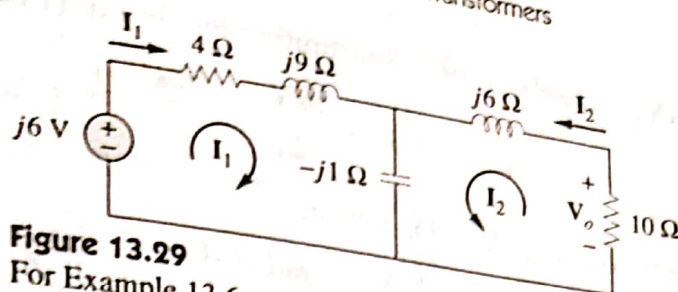 I₁
4 Ω
j9 Ω
j6 Ω
I₂
j6 V
+
−
I₁
−j1 Ω
I₂
+
Vₒ
−
10 Ω
Figure 13.29
For Example